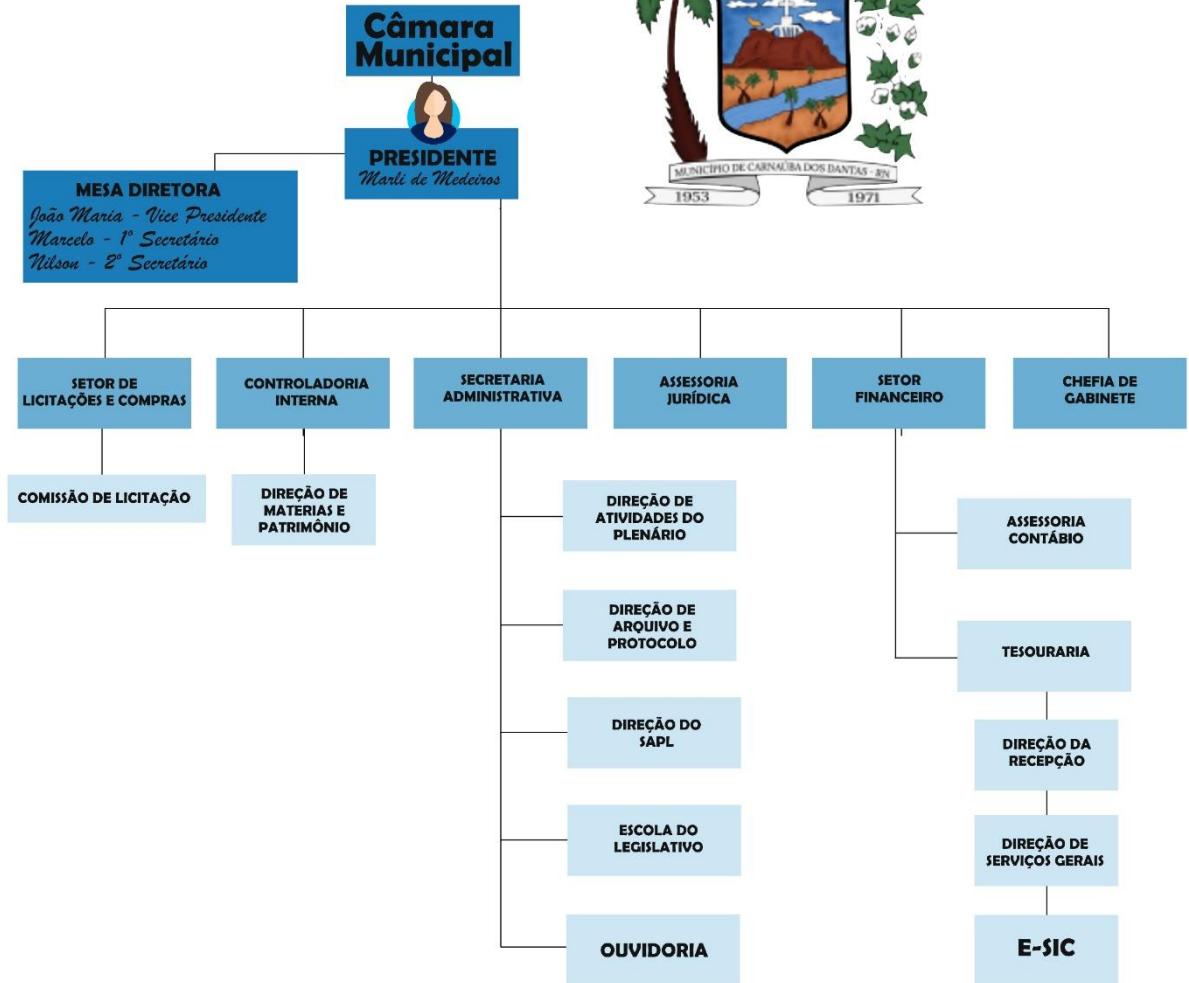 Câmara
Municipal
PRESIDENTE
Marli de Medeiros
MESA DIRETORA
João Maria - Vice Presidente
Marcelo - 1º Secretário
Nilson - 2º Secretário
MUNICÍPIO DE CARNAÚBA DOS DANTAS - RN
1953
1971
SETOR DE
LICITAÇÕES E COMPRAS
CONTROLADORIA
INTERNA
SECRETARIA
ADMINISTRATIVA
ASSESSORIA
JURÍDICA
SETOR
FINANCEIRO
CHEFIA DE
GABINETE
COMISSÃO DE LICITAÇÃO
DIREÇÃO DE
MATERIAS E
PATRIMÔNIO
DIREÇÃO DE
ATIVIDADES DO
PLENÁRIO
DIREÇÃO DE
ARQUIVO E
PROTOCOLO
DIREÇÃO DO
SAPL
ESCOLA DO
LEGISLATIVO
OUVIDORIA
ASSESSORIA
CONTÁBIO
TESOURARIA
DIREÇÃO DA
RECEPÇÃO
DIREÇÃO DE
SERVIÇOS GERAIS
E-SIC